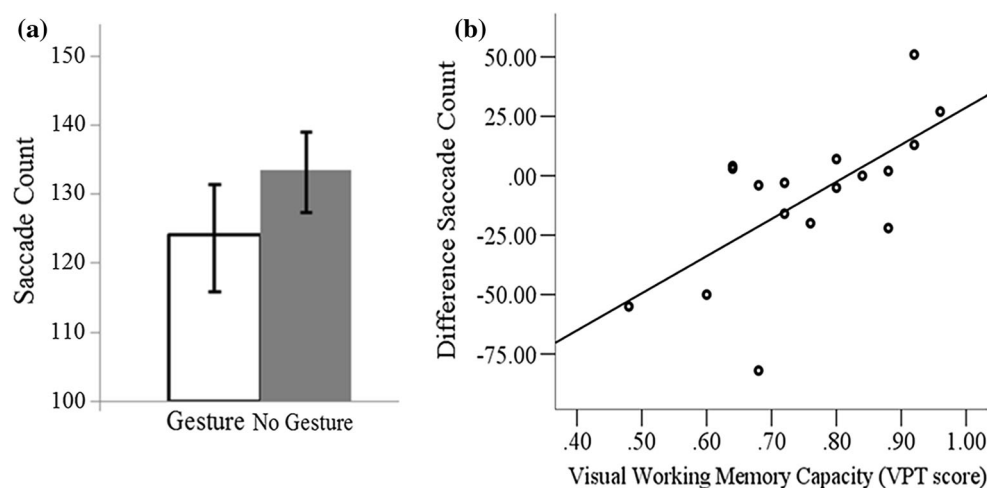 (a)
Saccade Count
150
140
130
120
110
100
Gesture No Gesture
(b)
Difference Saccade Count
50.00
25.00
.00
-25.00
-50.00
-75.00
.40 .50 .60 .70 .80 .90 1.00
Visual Working Memory Capacity (VPT score)